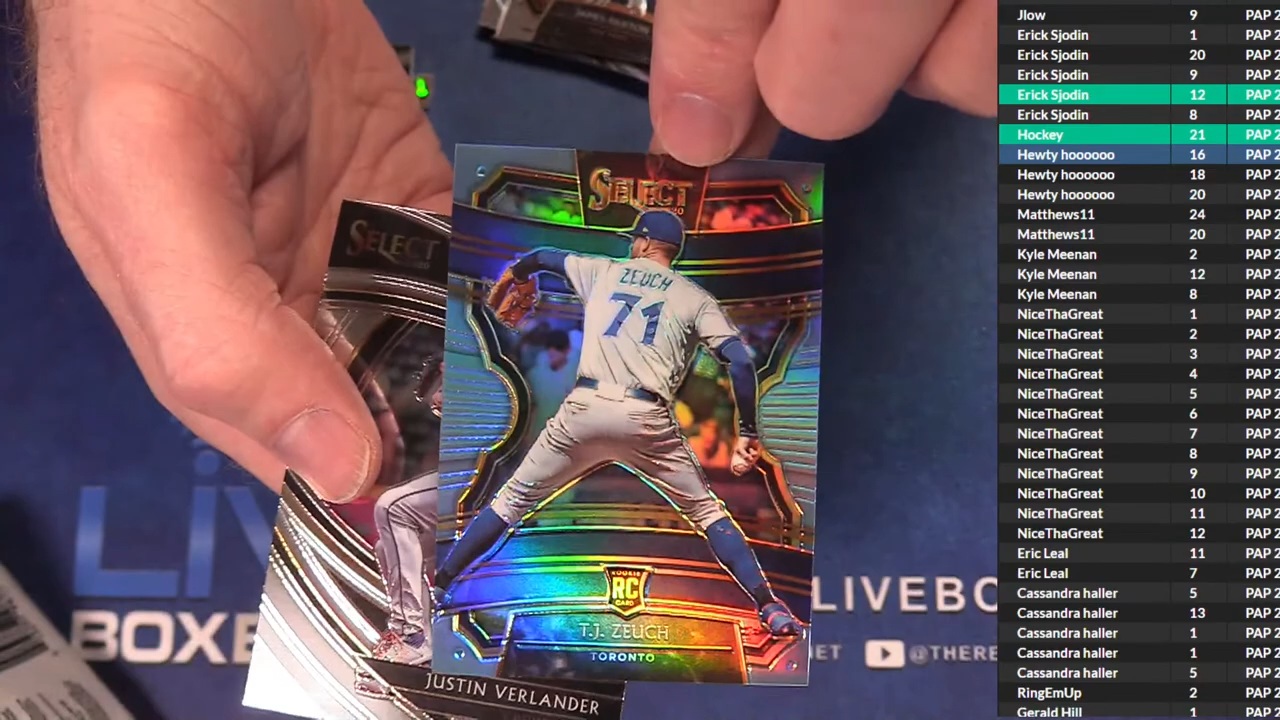 SELECT
20
SELECT
2020
ZEUCH
71
ROOKIE
RC
CARD
T.J. ZEUCH
TORONTO
JUSTIN VERLANDER
LIV
BOXE
LIVEBO
ET
@THERE
Jlow 9 PAP 2
Erick Sjodin 1 PAP 2
Erick Sjodin 20 PAP 2
Erick Sjodin 9 PAP 2
Erick Sjodin 12 PAP 2
Erick Sjodin 8 PAP 2
Hockey 21 PAP 2
Hewty hoooooo 16 PAP 2
Hewty hoooooo 18 PAP 2
Hewty hoooooo 20 PAP 2
Matthews11 24 PAP 2
Matthews11 20 PAP 2
Kyle Meenan 2 PAP 2
Kyle Meenan 12 PAP 2
Kyle Meenan 8 PAP 2
NiceThaGreat 1 PAP 2
NiceThaGreat 2 PAP 2
NiceThaGreat 3 PAP 2
NiceThaGreat 4 PAP 2
NiceThaGreat 5 PAP 2
NiceThaGreat 6 PAP 2
NiceThaGreat 7 PAP 2
NiceThaGreat 8 PAP 2
NiceThaGreat 9 PAP 2
NiceThaGreat 10 PAP 2
NiceThaGreat 11 PAP 2
NiceThaGreat 12 PAP 2
Eric Leal 11 PAP 2
Eric Leal 7 PAP 2
Cassandra haller 5 PAP 2
Cassandra haller 13 PAP 2
Cassandra haller 1 PAP 2
Cassandra haller 1 PAP 2
Cassandra haller 5 PAP 2
RingEmUp 2 PAP 2
Gerald Hill 1 PAP 2